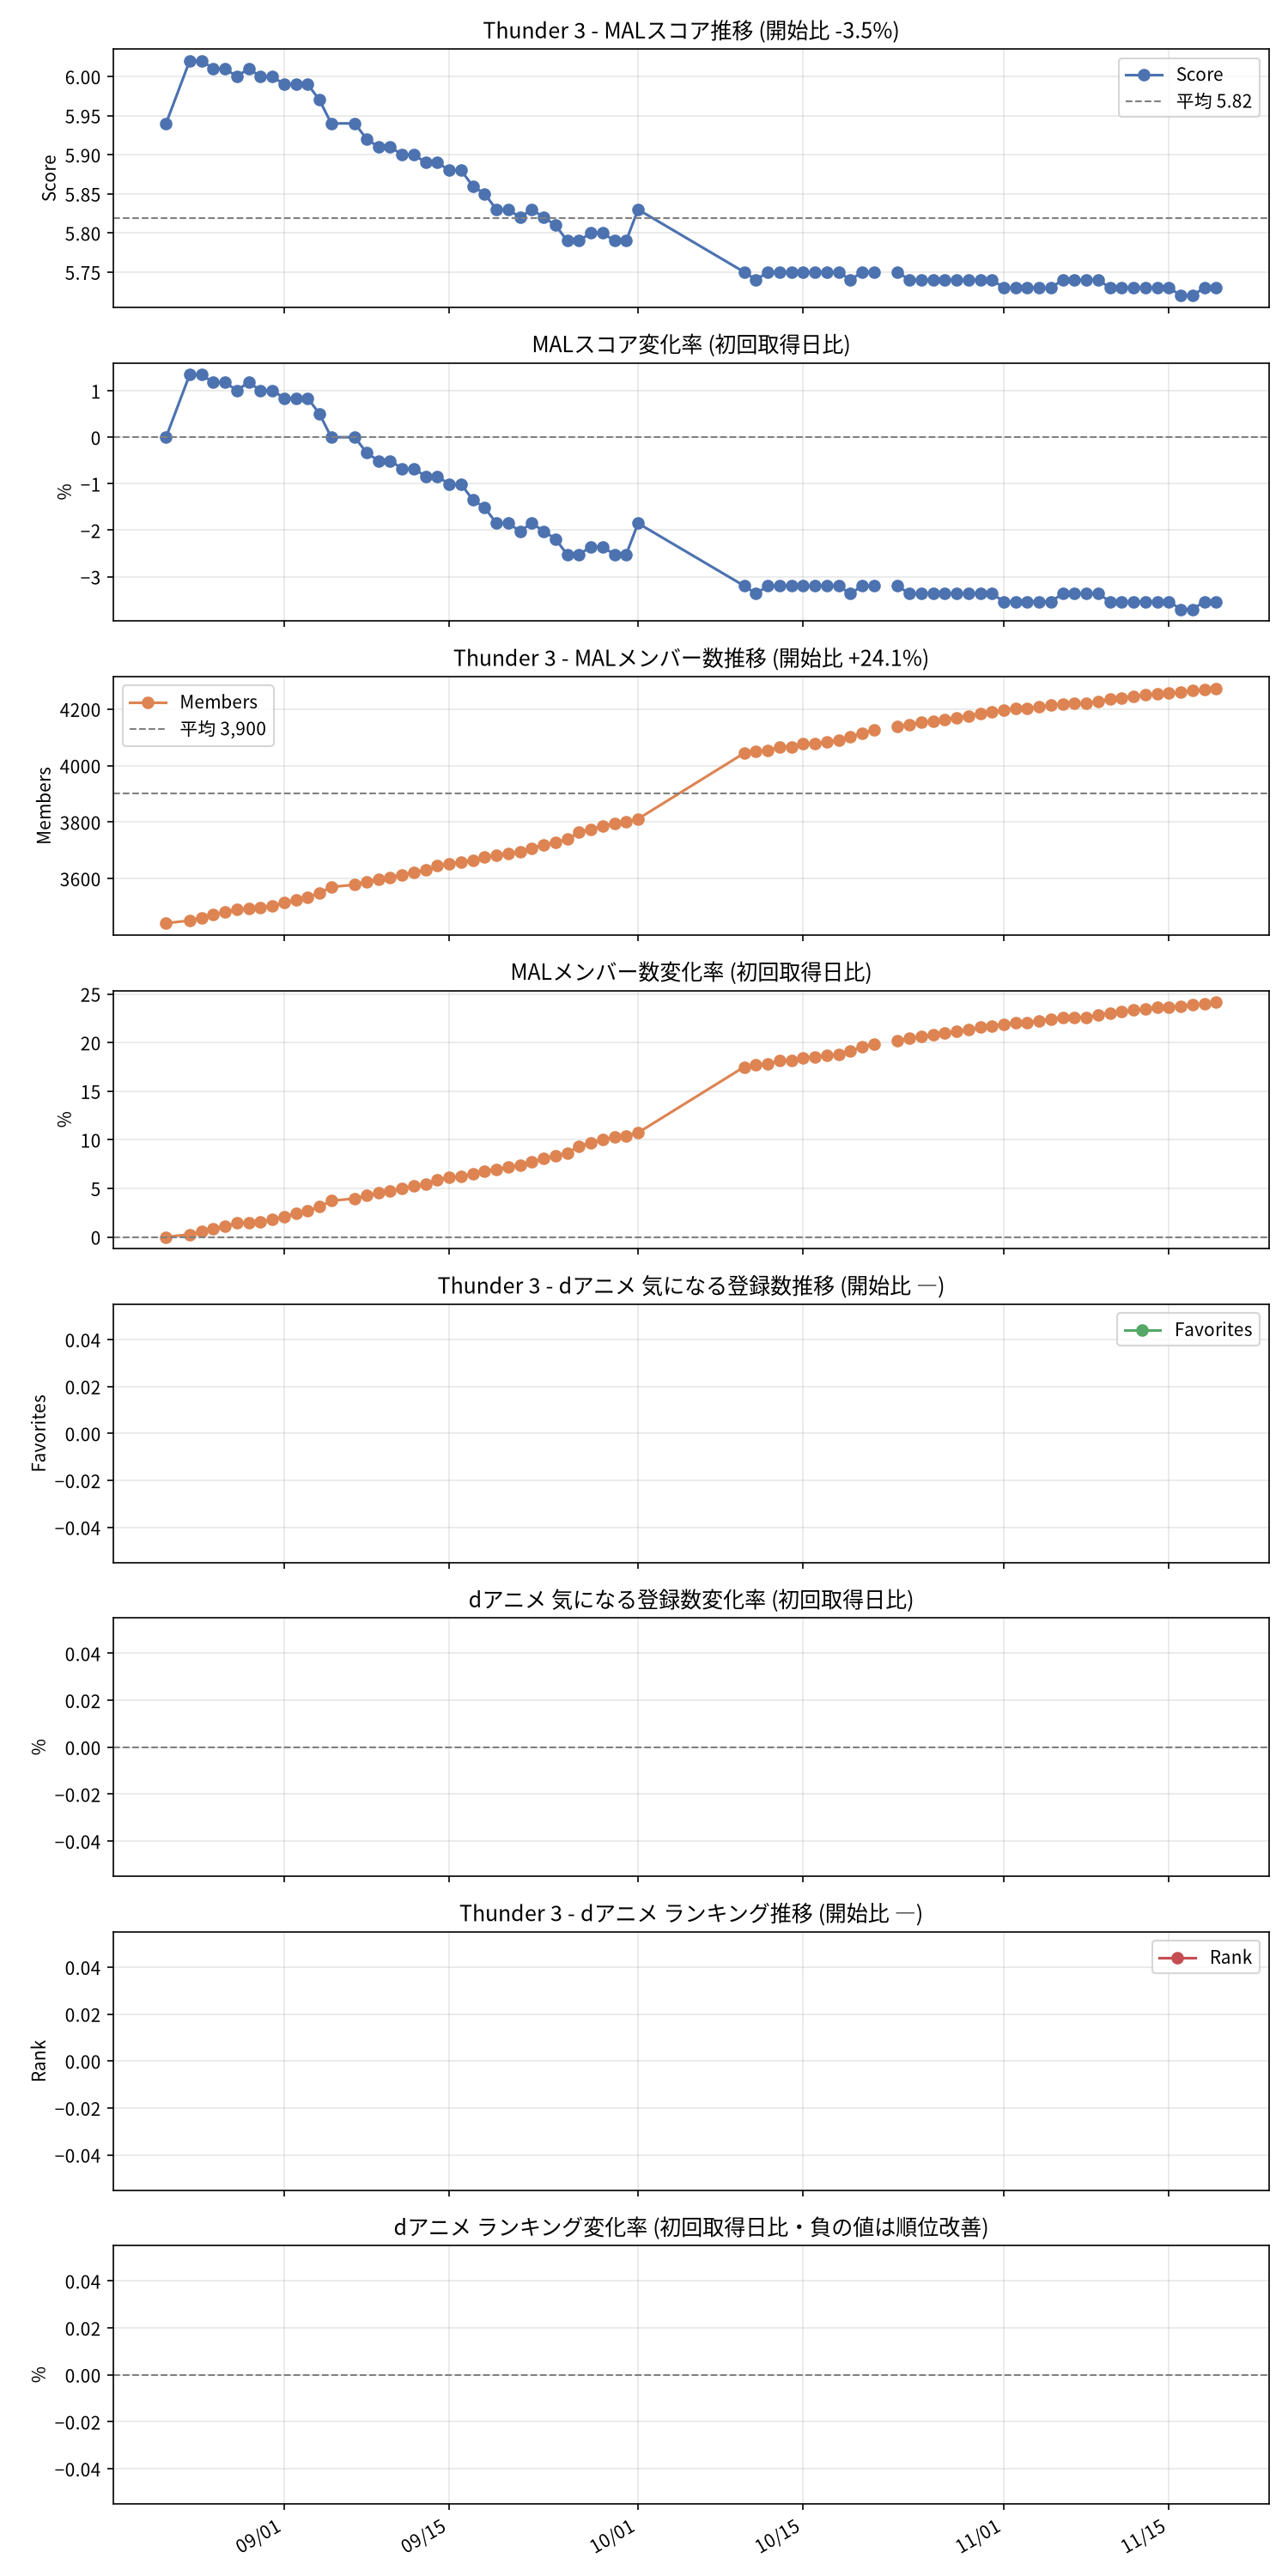 Thunder 3 - MALスコア推移 (開始比 -3.5%)
Score
6.00
5.95
5.90
5.85
5.80
5.75
Score
平均 5.82
MALスコア変化率 (初回取得日比)
%
1
0
−1
−2
−3
Thunder 3 - MALメンバー数推移 (開始比 +24.1%)
Members
4200
4000
3800
3600
Members
平均 3,900
MALメンバー数変化率 (初回取得日比)
%
25
20
15
10
5
0
Thunder 3 - dアニメ 気になる登録数推移 (開始比 —)
Favorites
0.04
0.02
0.00
−0.02
−0.04
Favorites
dアニメ 気になる登録数変化率 (初回取得日比)
%
0.04
0.02
0.00
−0.02
−0.04
Thunder 3 - dアニメ ランキング推移 (開始比 —)
Rank
0.04
0.02
0.00
−0.02
−0.04
Rank
dアニメ ランキング変化率 (初回取得日比・負の値は順位改善)
%
0.04
0.02
0.00
−0.02
−0.04
09/01
09/15
10/01
10/15
11/01
11/15